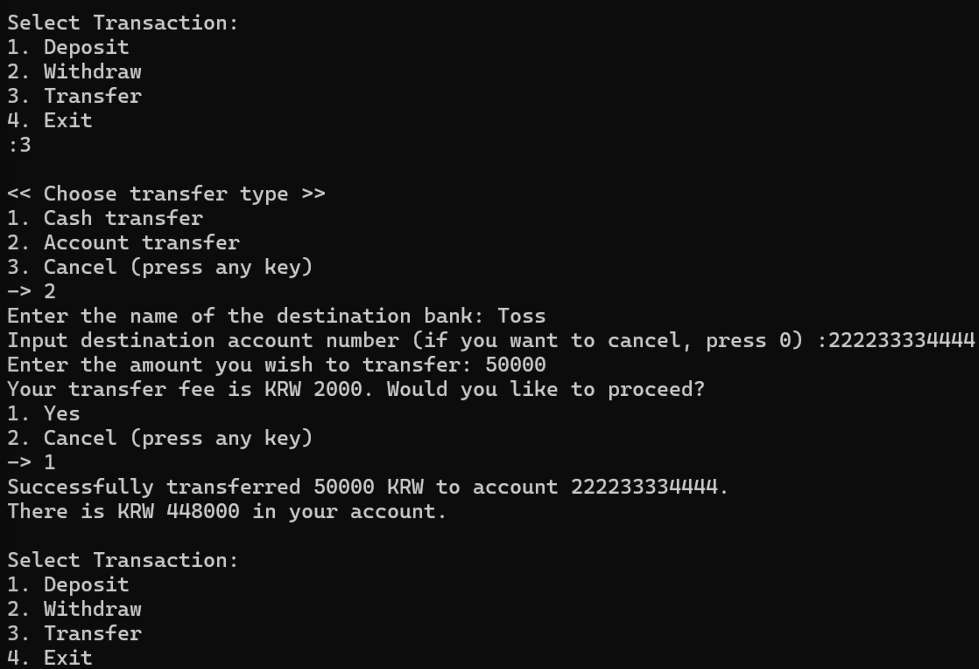 Select Transaction:
1. Deposit
2. Withdraw
3. Transfer
4. Exit
:3
<< Choose transfer type >>
1. Cash transfer
2. Account transfer
3. Cancel (press any key)
-> 2
Enter the name of the destination bank: Toss
Input destination account number (if you want to cancel, press 0) :222233334444
Enter the amount you wish to transfer: 50000
Your transfer fee is KRW 2000. Would you like to proceed?
1. Yes
2. Cancel (press any key)
-> 1
Successfully transferred 50000 KRW to account 222233334444.
There is KRW 448000 in your account.
Select Transaction:
1. Deposit
2. Withdraw
3. Transfer
4. Exit